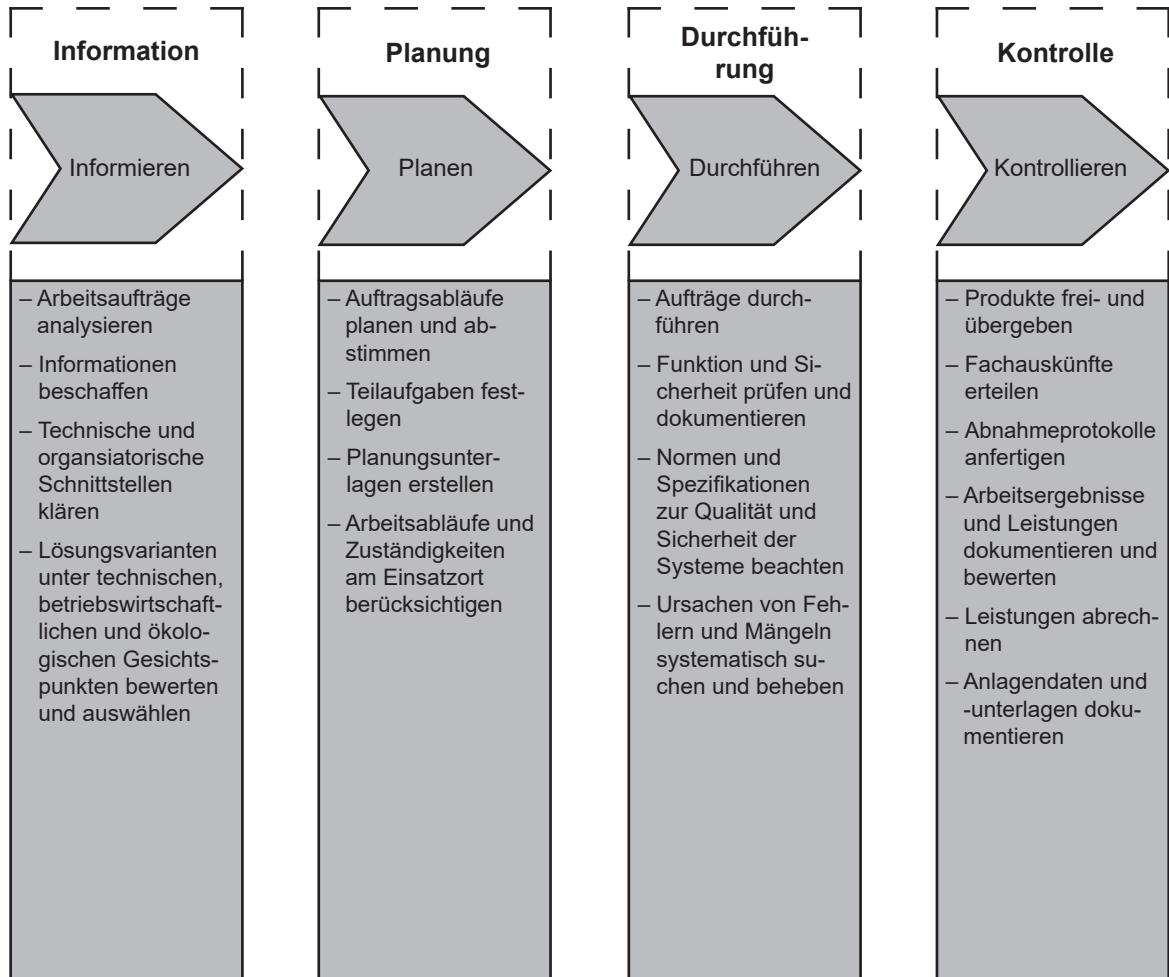 Information
Informieren
– Arbeitsaufträge
analysieren
– Informationen
beschaffen
– Technische und
organsiatorische
Schnittstellen
klären
– Lösungsvarianten
unter technischen,
betriebswirtschaft-
lichen und ökolo-
gischen Gesichts-
punkten bewerten
und auswählen
Planung
Planen
– Auftragsabläufe
planen und ab-
stimmen
– Teilaufgaben fest-
legen
– Planungsunter-
lagen erstellen
– Arbeitsabläufe und
Zuständigkeiten
am Einsatzort
berücksichtigen
Durchfüh-
rung
Durchführen
– Aufträge durch-
führen
– Funktion und Si-
cherheit prüfen und
dokumentieren
– Normen und
Spezifikationen
zur Qualität und
Sicherheit der
Systeme beachten
– Ursachen von Feh-
lern und Mängeln
systematisch su-
chen und beheben
Kontrolle
Kontrollieren
– Produkte frei- und
übergeben
– Fachauskünfte
erteilen
– Abnahmeprotokolle
anfertigen
– Arbeitsergebnisse
und Leistungen
dokumentieren und
bewerten
– Leistungen abrech-
nen
– Anlagendaten und
-unterlagen doku-
mentieren